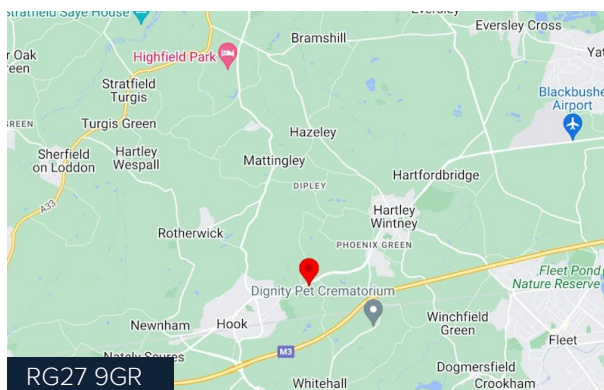 Stratfield Saye House
Eversley
Bramshill
Eversley Cross
Highfield Park
Stratfield
Turgis
Turgis Green
Blackbushe
Airport
GREEN
Hazeley
Hartley
Wespall
Mattingley
Sherfield
on Loddon
DIPLEY
Hartfordbridge
A33
Hartley
Wintney
Rotherwick
PHOENIX GREEN
Fleet Pond
Nature Reserve
Dignity Pet Crematorium
Winchfield
Green
Newnham
Hook
Fleet
M3
Nately Scures
Dogmersfield
Crookham
Whitehall
RG27 9GR